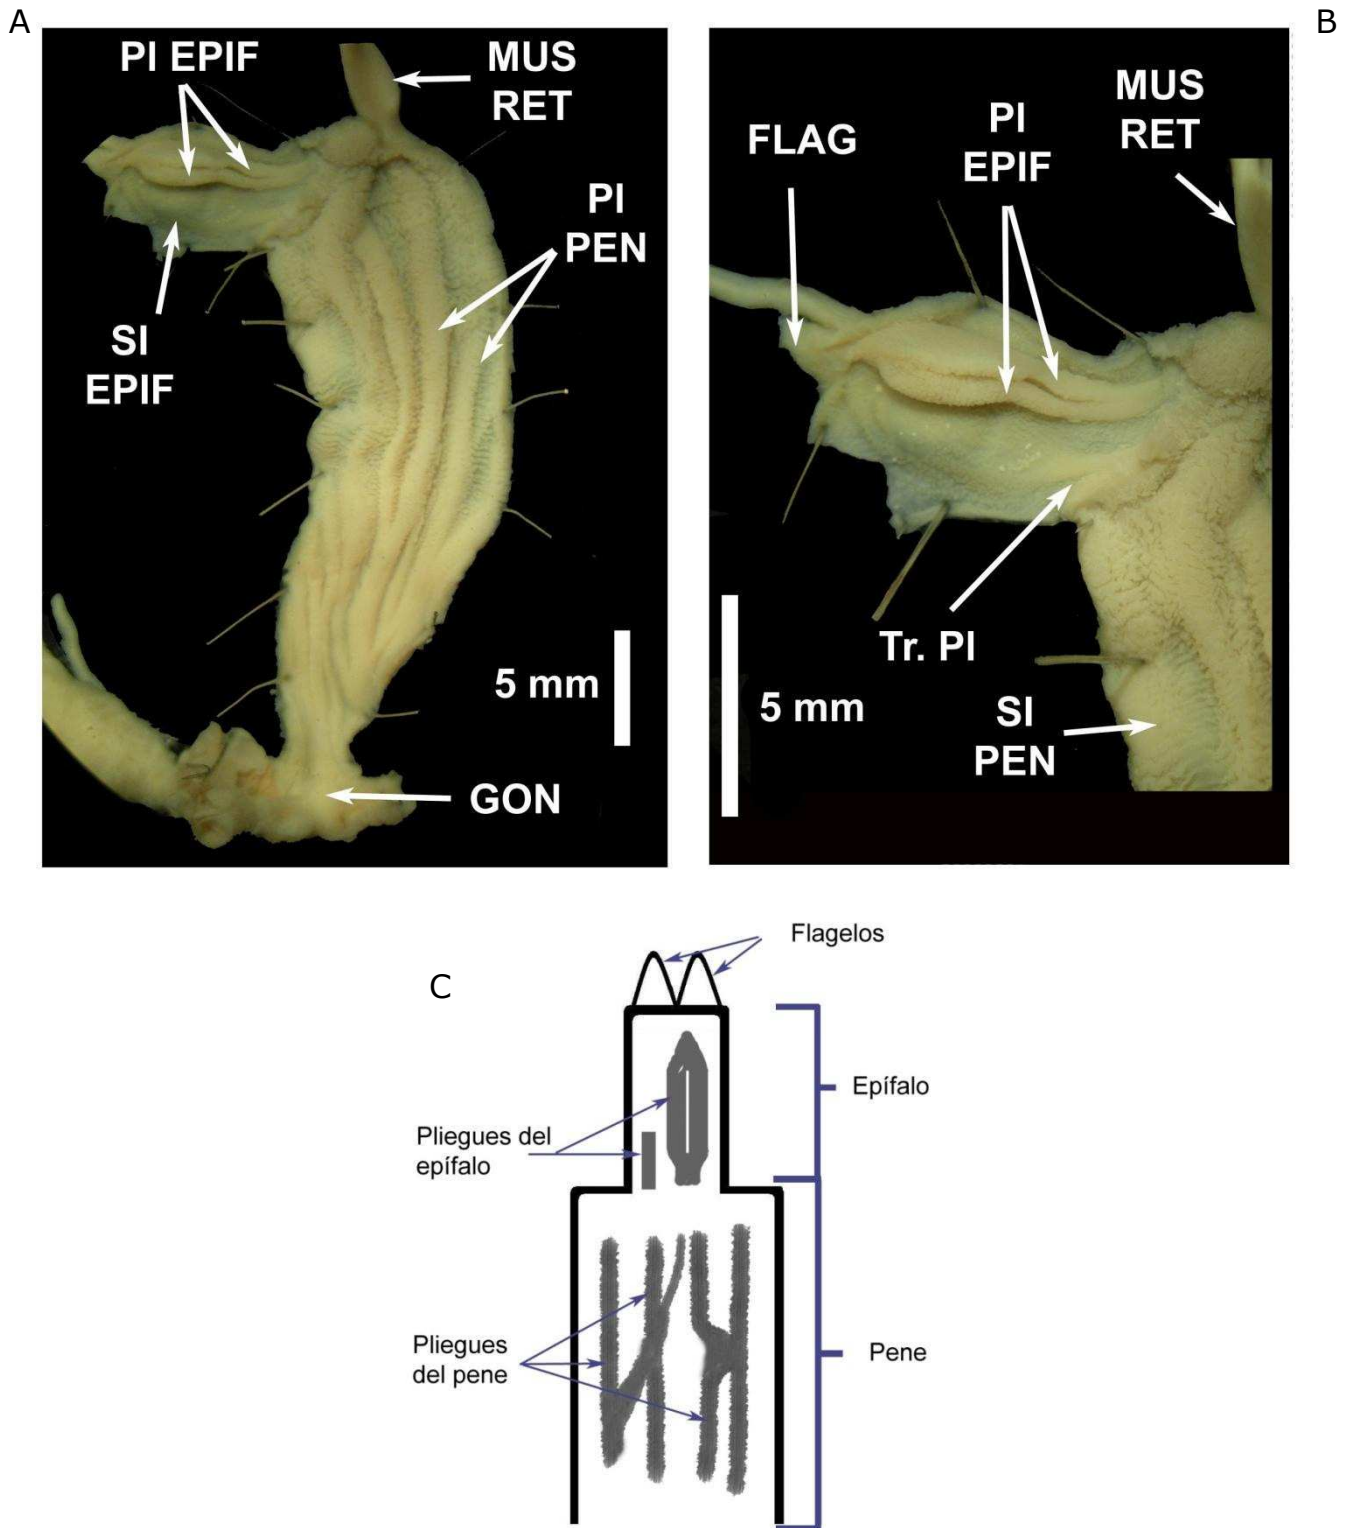 A
B
PI EPIF
MUS
RET
PI
PEN
SI
EPIF
5 mm
GON
FLAG
PI
EPIF
MUS
RET
Tr. PI
5 mm
SI
PEN
C
Flagelos
Epífalo
Pliegues del
epífalo
Pliegues
del pene
Pene